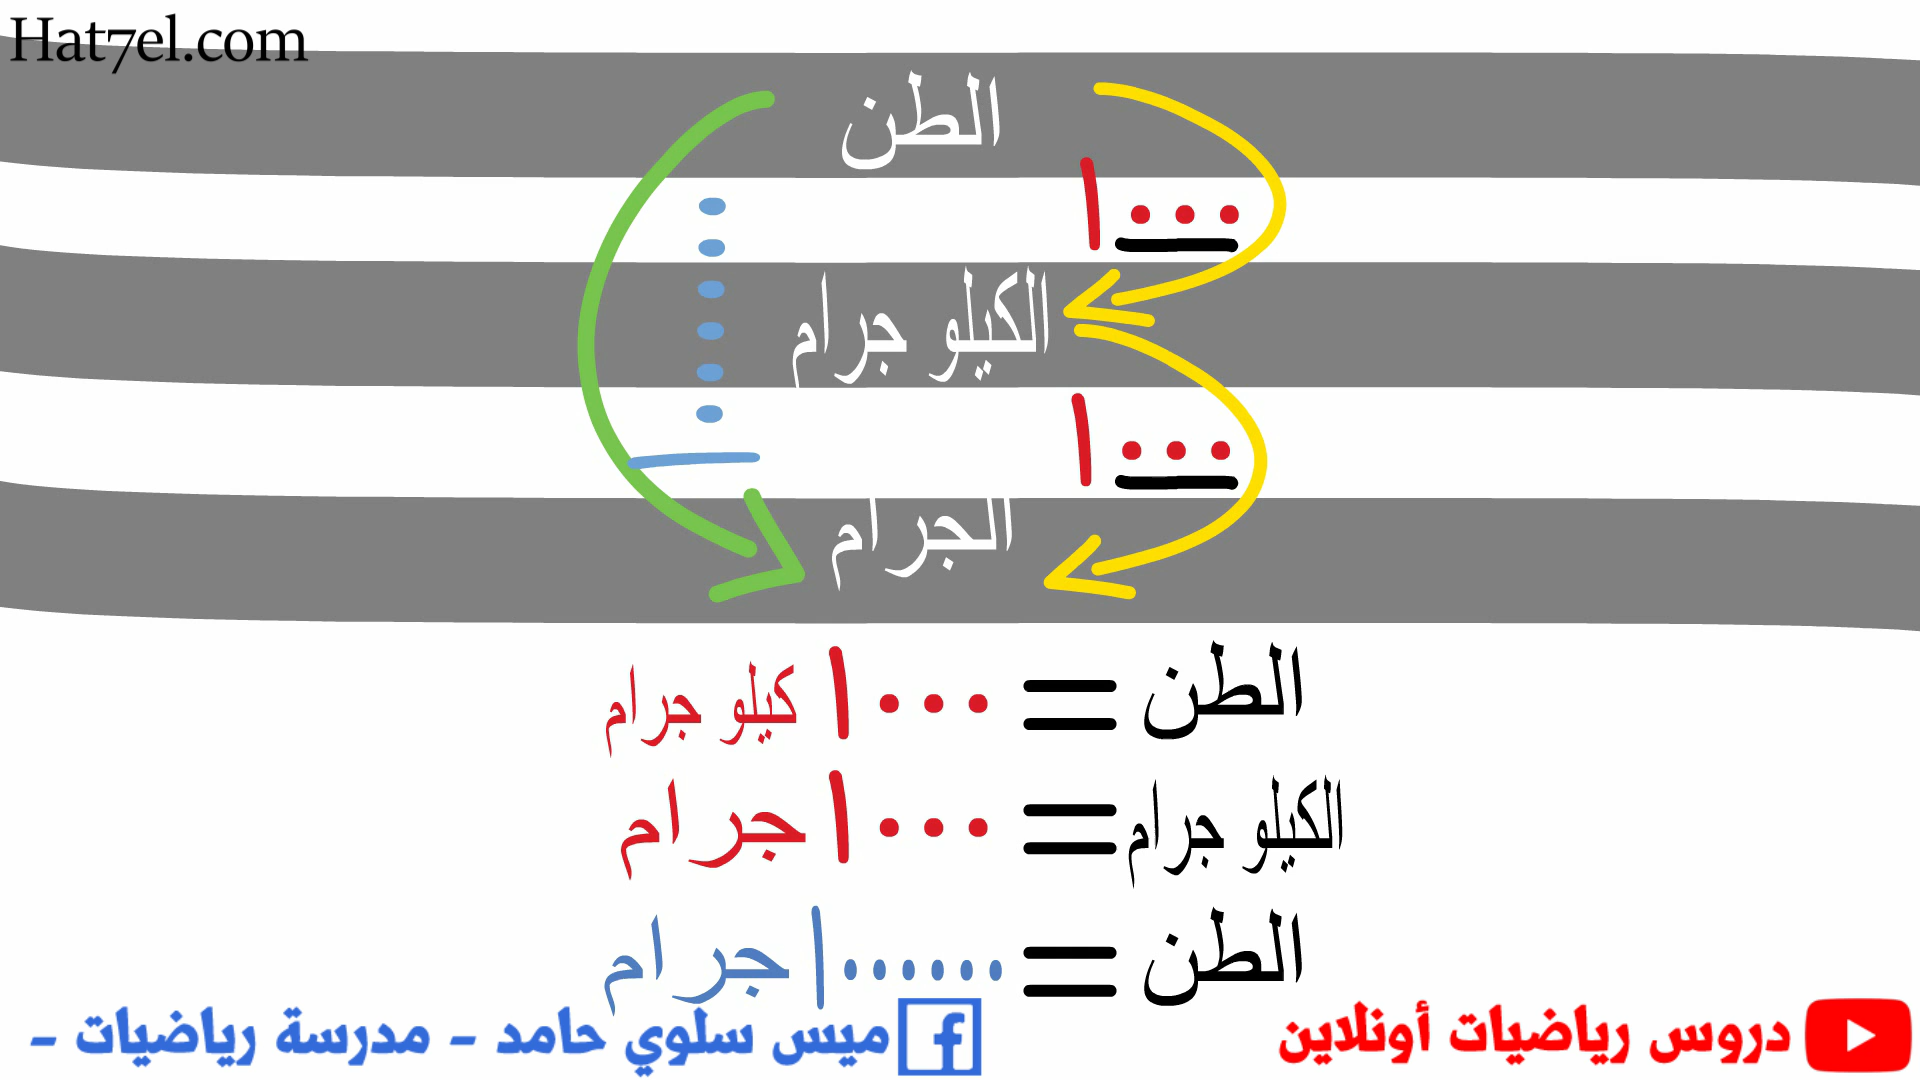 Hat7el.com
الطن
١٠٠٠
الكيلو جرام
١٠٠٠
١٠٠٠٠٠٠
الجرام
الطن = ١٠٠٠ كيلو جرام
الكيلو جرام = ١٠٠٠ جرام
الطن = ١٠٠٠٠٠٠ جرام
دروس رياضيات أونلاين
ميس سلوي حامد - مدرسة رياضيات -